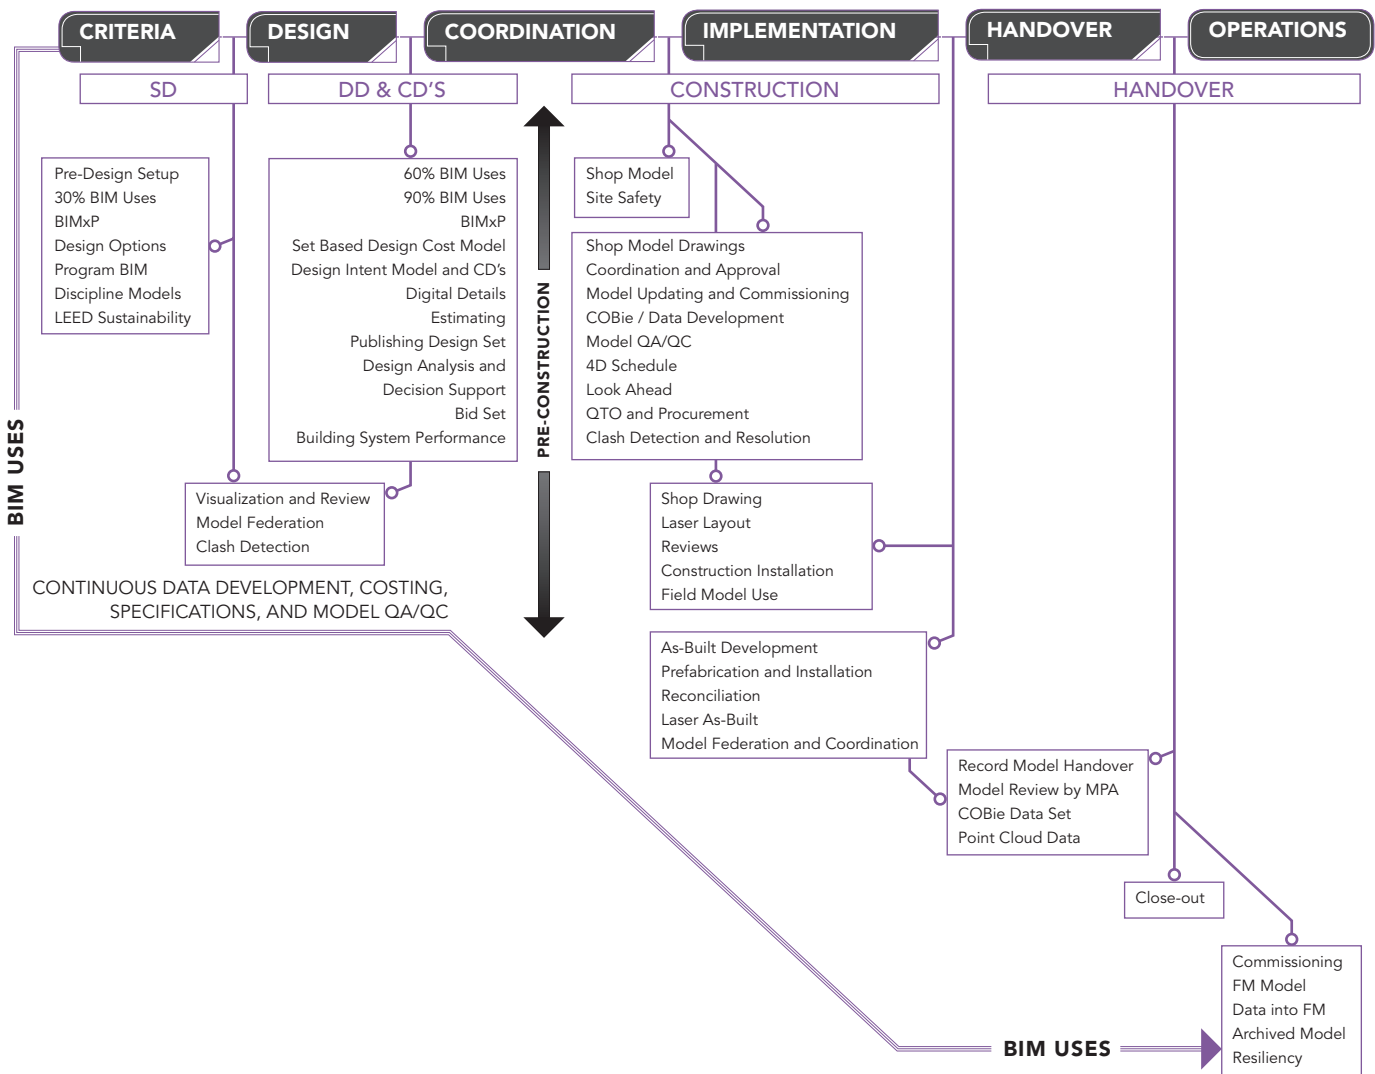 CRITERIA
DESIGN
COORDINATION
IMPLEMENTATION
HANDOVER
OPERATIONS
SD
DD & CD'S
CONSTRUCTION
HANDOVER
Pre-Design Setup
30% BIM Uses
BIMxP
Design Options
Program BIM
Discipline Models
LEED Sustainability
60% BIM Uses
90% BIM Uses
BIMxP
Set Based Design Cost Model
Design Intent Model and CD's
Digital Details
Estimating
Publishing Design Set
Design Analysis and
Decision Support
Bid Set
Building System Performance
PRE-CONSTRUCTION
Shop Model
Site Safety
Shop Model Drawings
Coordination and Approval
Model Updating and Commissioning
COBie / Data Development
Model QA/QC
4D Schedule
Look Ahead
QTO and Procurement
Clash Detection and Resolution
BIM USES
Visualization and Review
Model Federation
Clash Detection
Shop Drawing
Laser Layout
Reviews
Construction Installation
Field Model Use
CONTINUOUS DATA DEVELOPMENT, COSTING,
SPECIFICATIONS, AND MODEL QA/QC
As-Built Development
Prefabrication and Installation
Reconciliation
Laser As-Built
Model Federation and Coordination
Record Model Handover
Model Review by MPA
COBie Data Set
Point Cloud Data
Close-out
Commissioning
FM Model
Data into FM
Archived Model
Resiliency
BIM USES